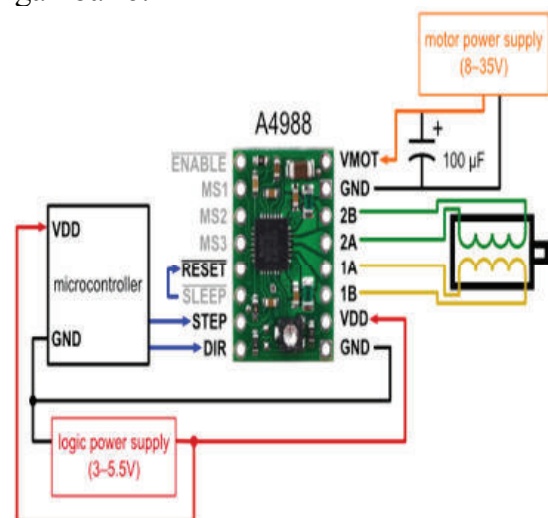 motor power supply
(8–35V)
A4988
+
100 µF
ENABLE
MS1
MS2
MS3
RESET
SLEEP
STEP
DIR
VMOT
GND
2B
2A
1A
1B
VDD
GND
VDD
microcontroller
GND
logic power supply
(3–5.5V)